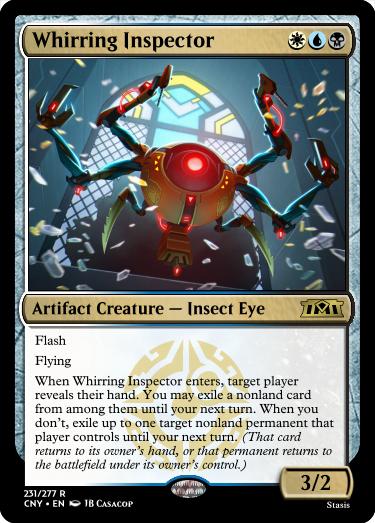 Whirring Inspector
Artifact Creature — Insect Eye
Flash
Flying
When Whirring Inspector enters, target player
reveals their hand. You may exile a nonland card
from among them until your next turn. When you
don't, exile up to one target nonland permanent that
player controls until your next turn. (That card
returns to its owner's hand, or that permanent returns to
the battlefield under its owner's control.)
3/2
231/277 R
CNY • EN JB Casacop
Stasis